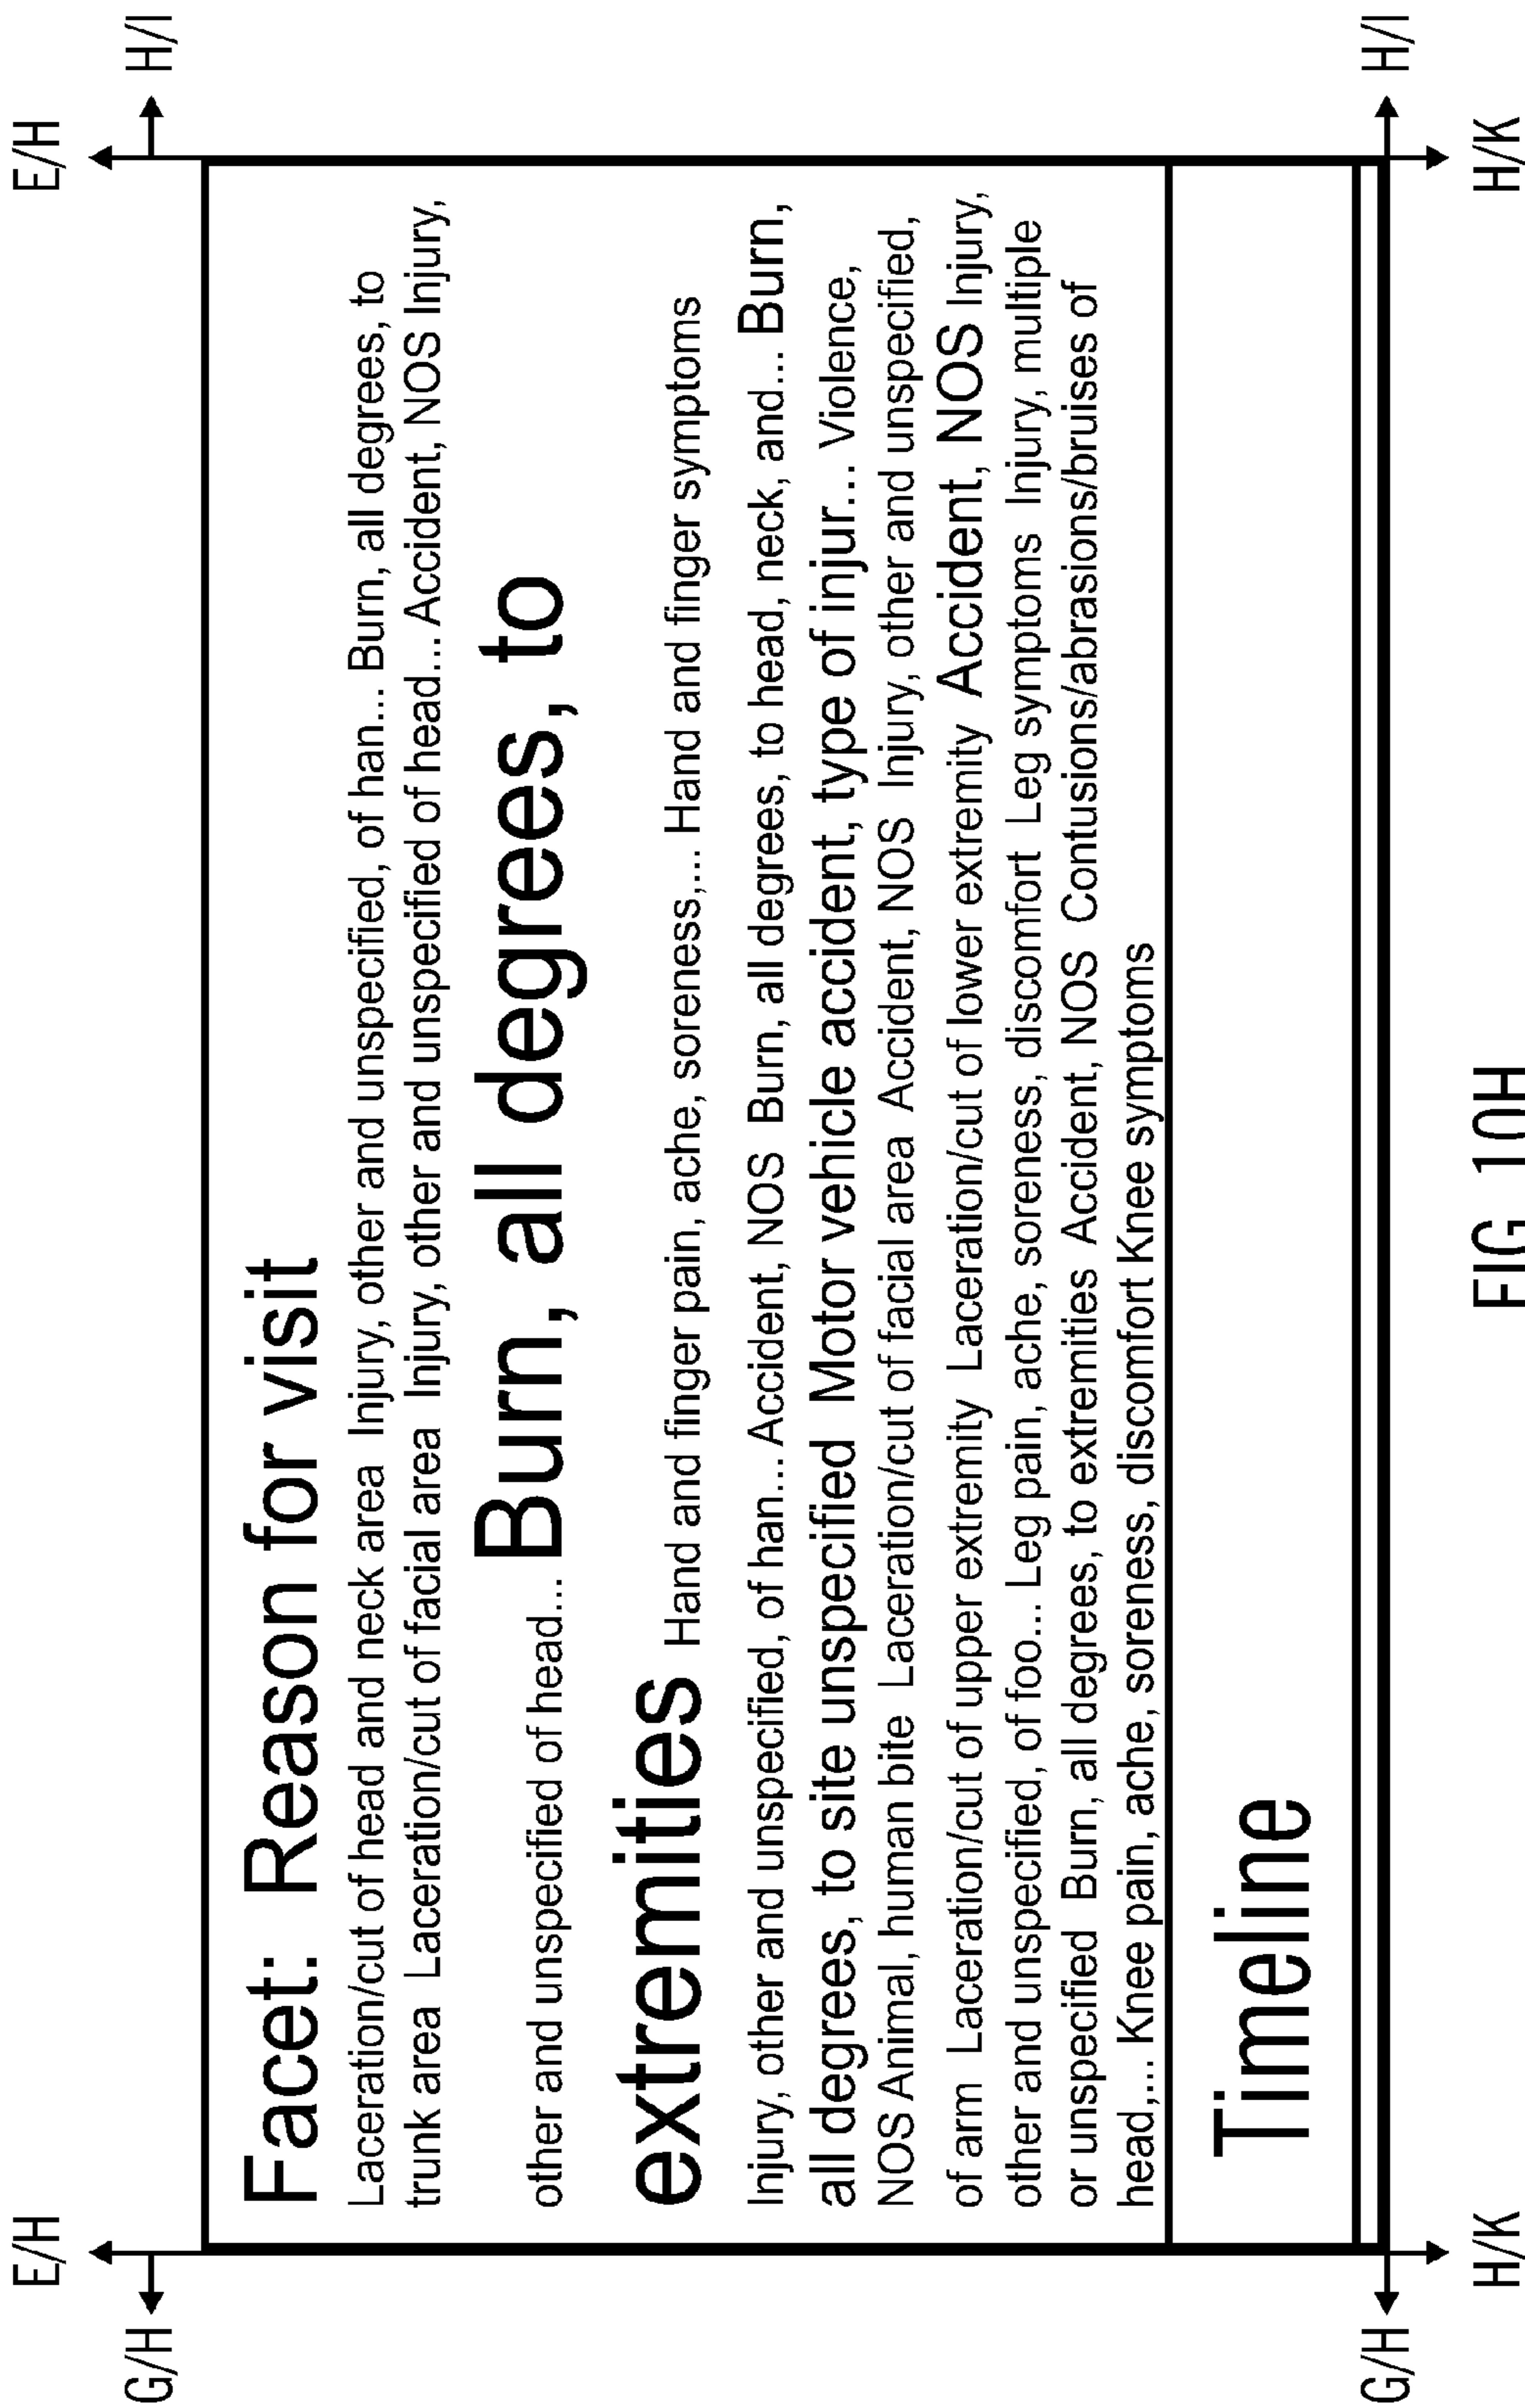 E/H E/H
G/H H/I
Facet: Reason for visit
Laceration/cut of head and neck area Injury, other and unspecified, of han... Burn, all degrees, to
trunk area Laceration/cut of facial area Injury, other and unspecified of head... Accident, NOS Injury,
other and unspecified of head... Burn, all degrees, to
extremities Hand and finger pain, ache, soreness,... Hand and finger symptoms
Injury, other and unspecified, of han... Accident, NOS Burn, all degrees, to head, neck, and... Burn,
all degrees, to site unspecified Motor vehicle accident, type of injur... Violence,
NOS Animal, human bite Laceration/cut of facial area Accident, NOS Injury, other and unspecified,
of arm Laceration/cut of upper extremity Laceration/cut of lower extremity Accident, NOS Injury,
other and unspecified, of foo... Leg pain, ache, soreness, discomfort Leg symptoms Injury, multiple
or unspecified Burn, all degrees, to extremities Accident, NOS Contusions/abrasions/bruises of
head,... Knee pain, ache, soreness, discomfort Knee symptoms
Timeline
G/H H/I
H/K H/K
FIG 10H